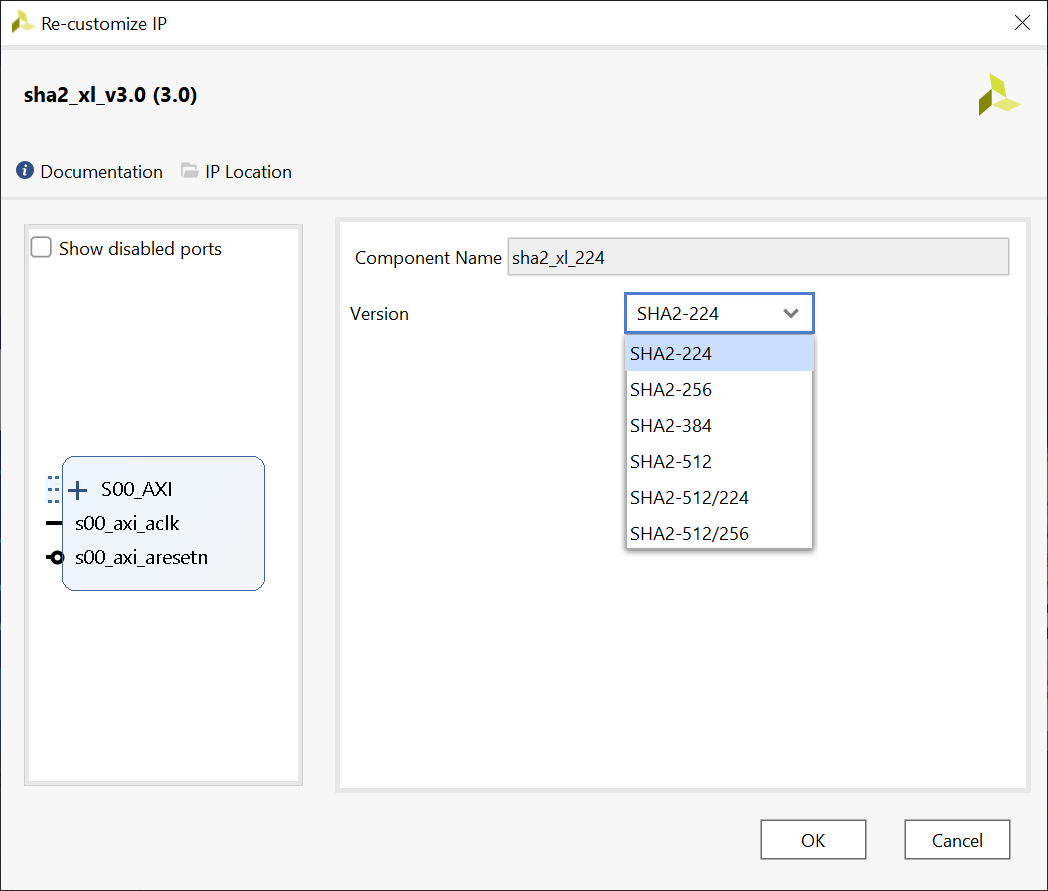 Re-customize IP
sha2_xl_v3.0 (3.0)
Documentation IP Location
Show disabled ports
S00_AXI
s00_axi_aclk
s00_axi_aresetn
Component Name sha2_xl_224
Version SHA2-224
SHA2-224
SHA2-256
SHA2-384
SHA2-512
SHA2-512/224
SHA2-512/256
OK Cancel